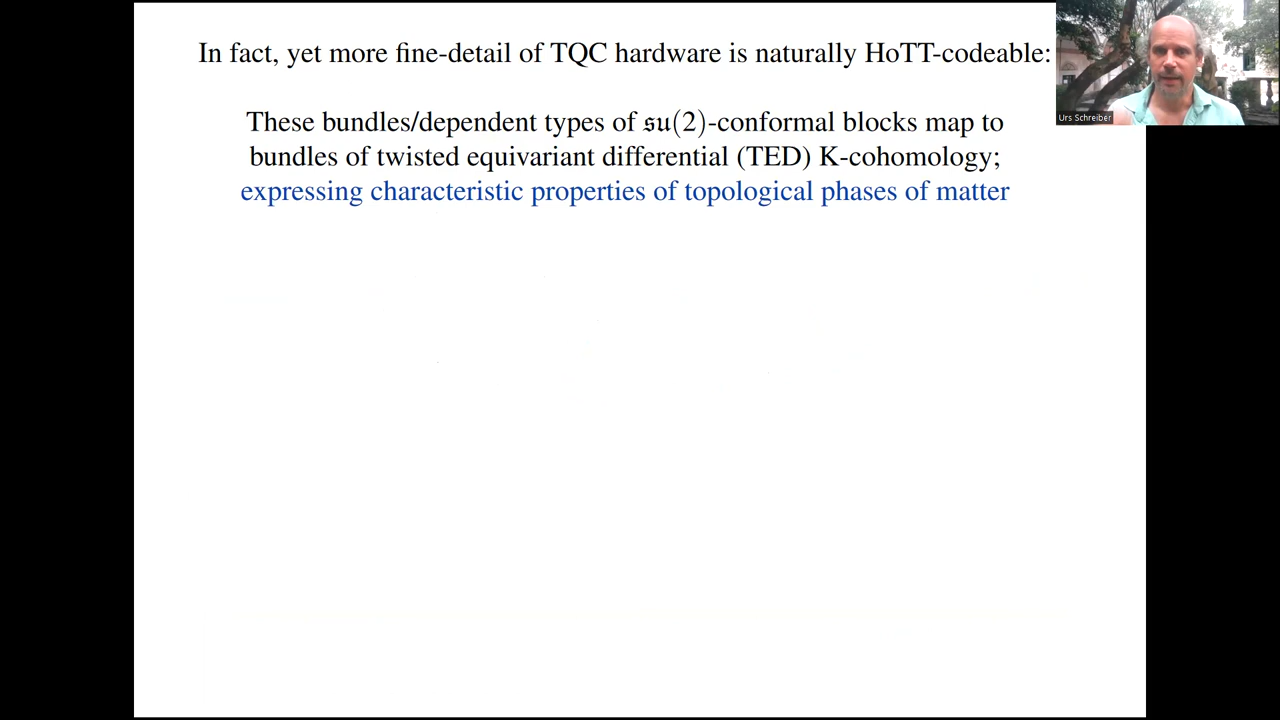 In fact, yet more fine-detail of TQC hardware is naturally HoTT-codeable:
These bundles/dependent types of 𝔰𝔲(2)-conformal blocks map to
bundles of twisted equivariant differential (TED) K-cohomology;
expressing characteristic properties of topological phases of matter
Urs Schreiber